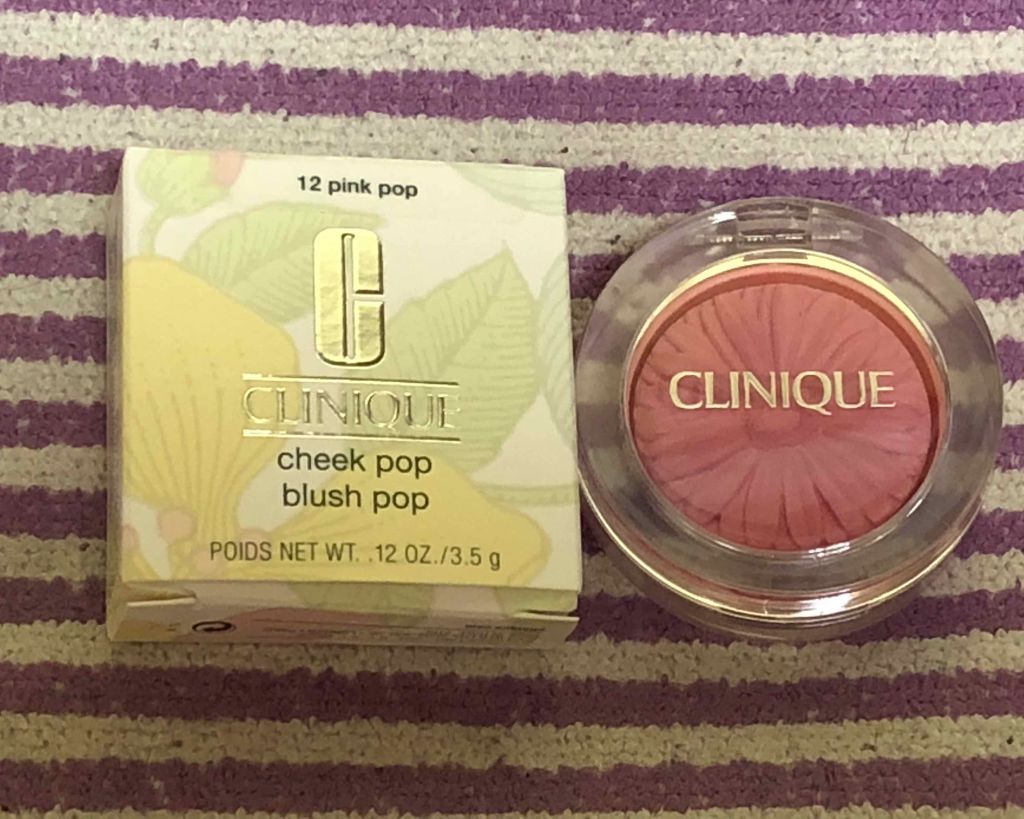 12 pink pop
C
CLINIQUE
cheek pop
blush pop
POIDS NET WT. .12 OZ./3.5 g
CLINIQUE